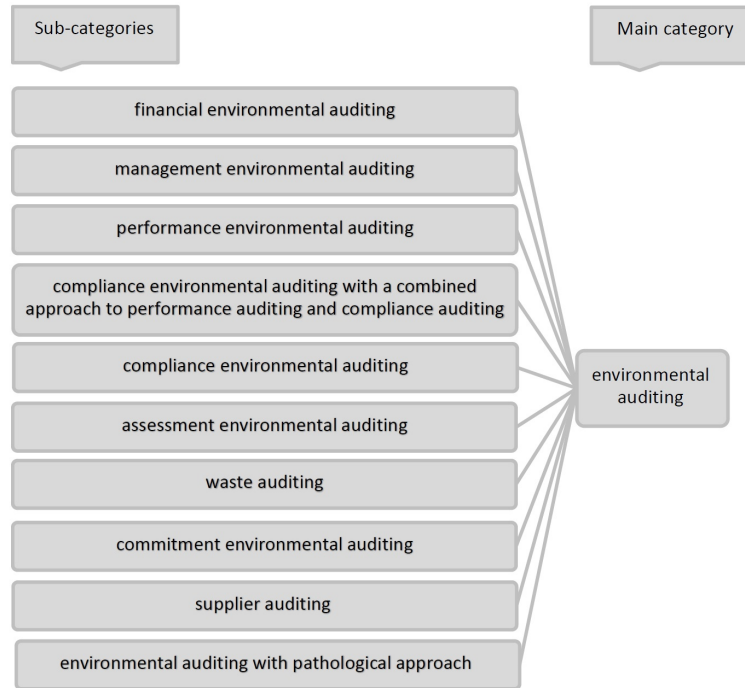 Sub-categories
Main category
financial environmental auditing
management environmental auditing
performance environmental auditing
compliance environmental auditing with a combined
approach to performance auditing and compliance auditing
compliance environmental auditing
assessment environmental auditing
waste auditing
commitment environmental auditing
supplier auditing
environmental auditing with pathological approach
environmental
auditing